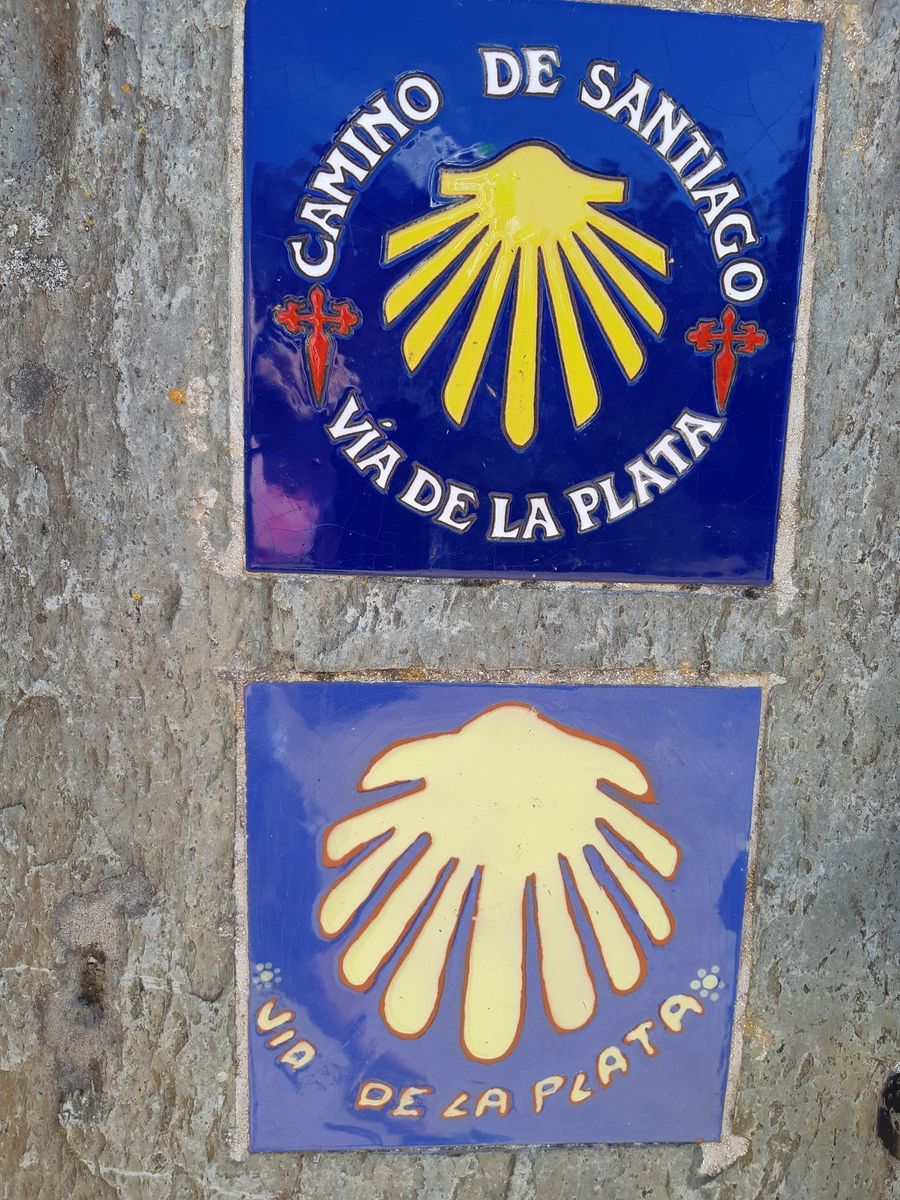 CAMINO DE SANTIAGO
VÍA DE LA PLATA
VIA DE LA PLATA